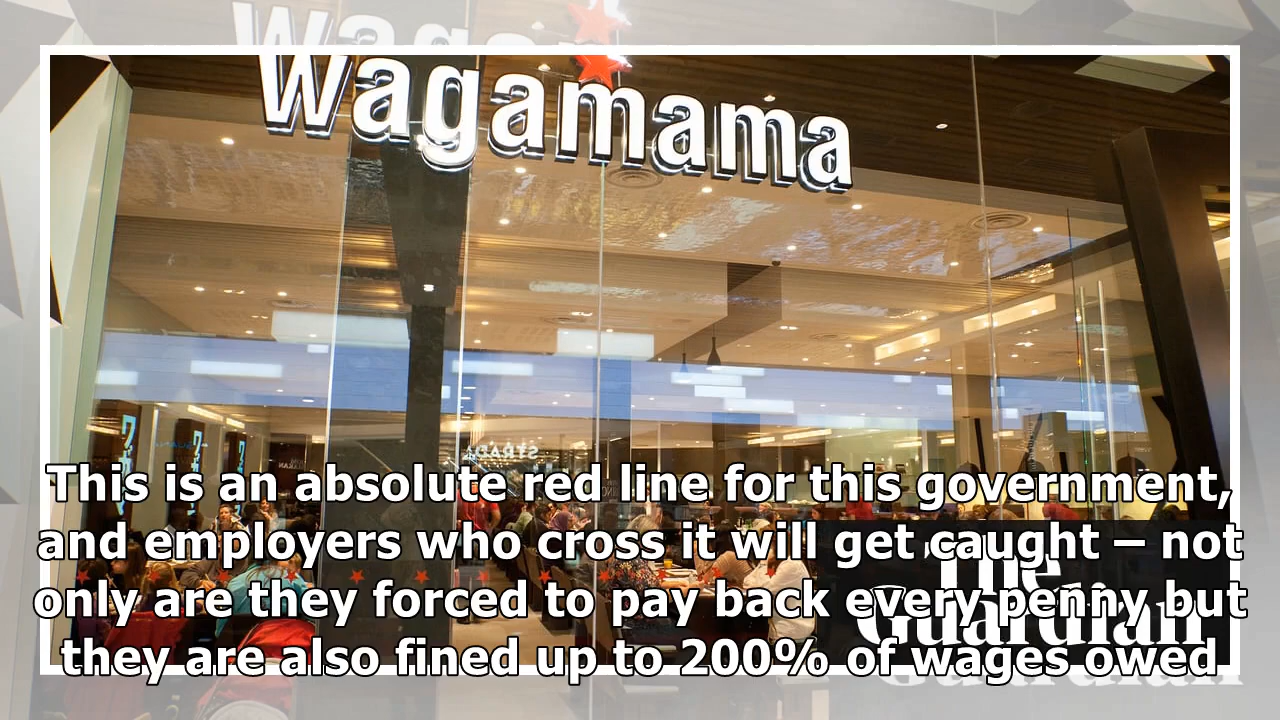 wagamama
STRADA
This is an absolute red line for this government,
and employers who cross it will get caught – not
only are they forced to pay back every penny but
they are also fined up to 200% of wages owed
The
Guardian